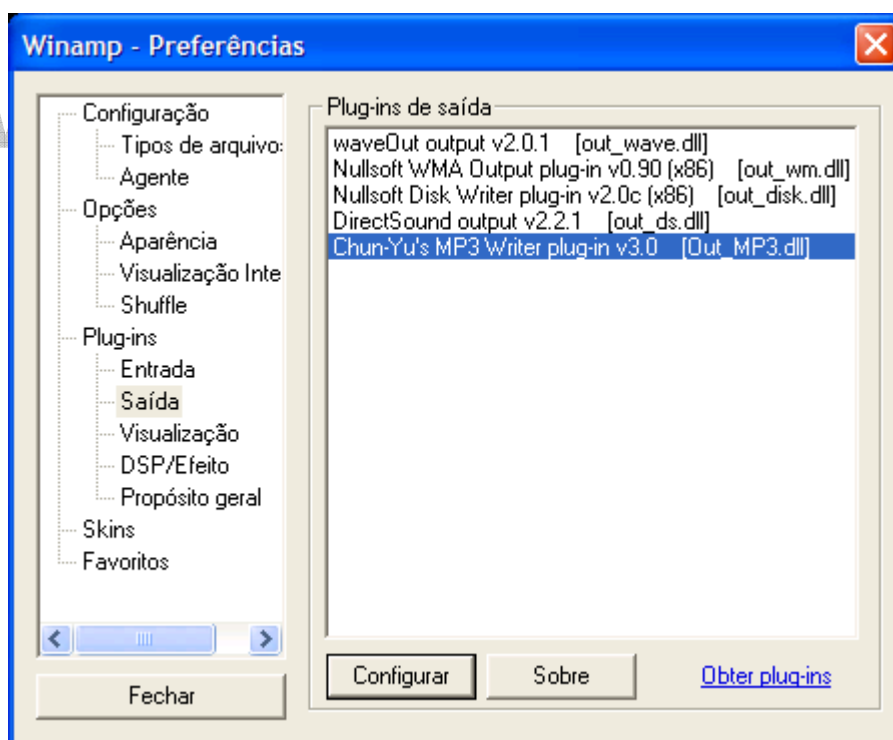 Winamp - Preferências
Configuração
Tipos de arquivo:
Agente
Opções
Aparência
Visualização Inte
Shuffle
Plug-ins
Entrada
Saída
Visualização
DSP/Efeito
Propósito geral
Skins
Favoritos
Fechar
Plug-ins de saída
waveOut output v2.0.1 [out_wave.dll]
Nullsoft WMA Output plug-in v0.90 (x86) [out_wm.dll]
Nullsoft Disk Writer plug-in v2.0c (x86) [out_disk.dll]
DirectSound output v2.2.1 [out_ds.dll]
Chun-Yu's MP3 Writer plug-in v3.0 [Out_MP3.dll]
Configurar
Sobre
Obter plug-ins